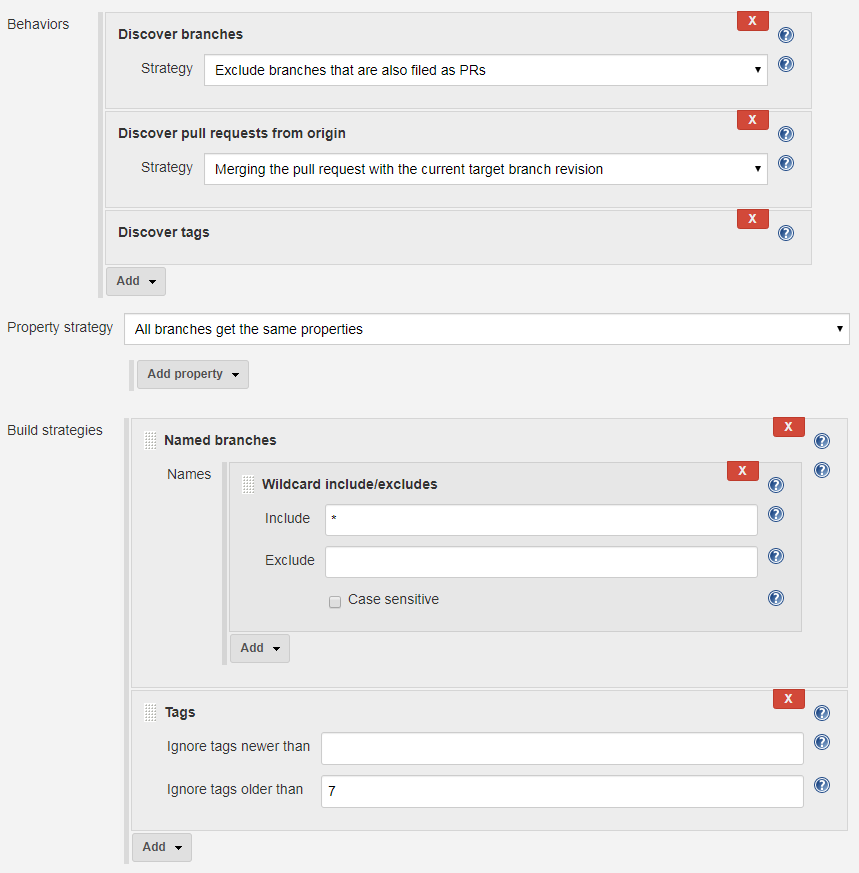 Behaviors
X
Discover branches
?
Strategy Exclude branches that are also filed as PRs ?
X
Discover pull requests from origin
?
Strategy Merging the pull request with the current target branch revision ?
X
Discover tags
?
Add
Property strategy All branches get the same properties
Add property
Build strategies
X
Named branches
?
Names
X
?
Wildcard include/excludes
?
Include * ?
Exclude ?
Case sensitive ?
Add
X
Tags
?
Ignore tags newer than ?
Ignore tags older than 7 ?
Add